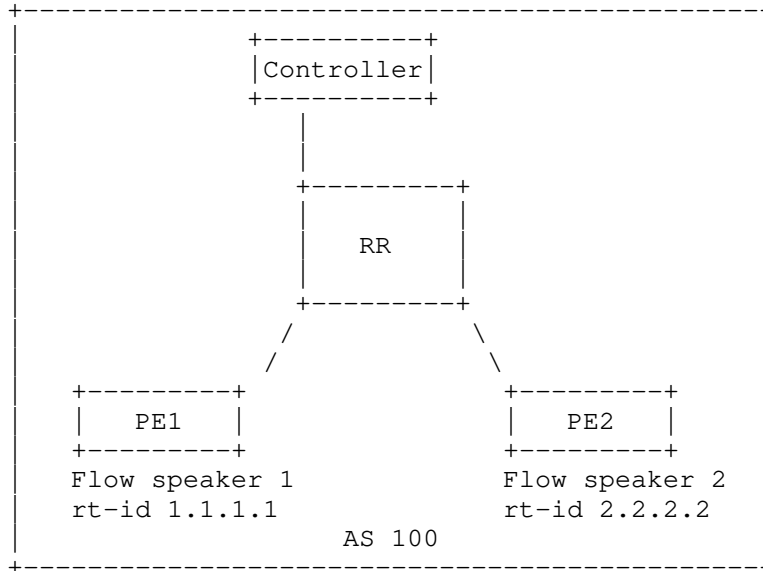 Controller
RR
PE1 PE2
Flow speaker 1 Flow speaker 2
rt-id 1.1.1.1 rt-id 2.2.2.2
AS 100